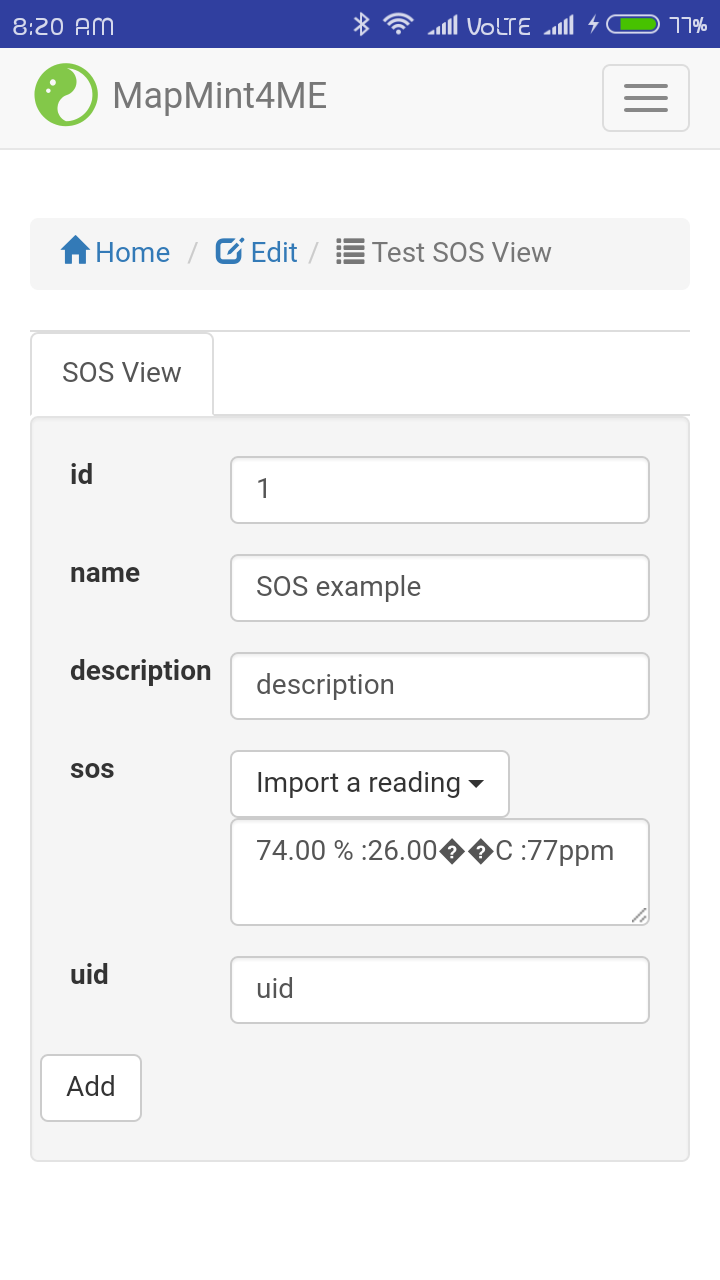 8:20 AM VoLTE 77%
MapMint4ME
Home / Edit / Test SOS View
SOS View
id 1
name SOS example
description description
sos Import a reading
74.00 % :26.00��C :77ppm
uid uid
Add